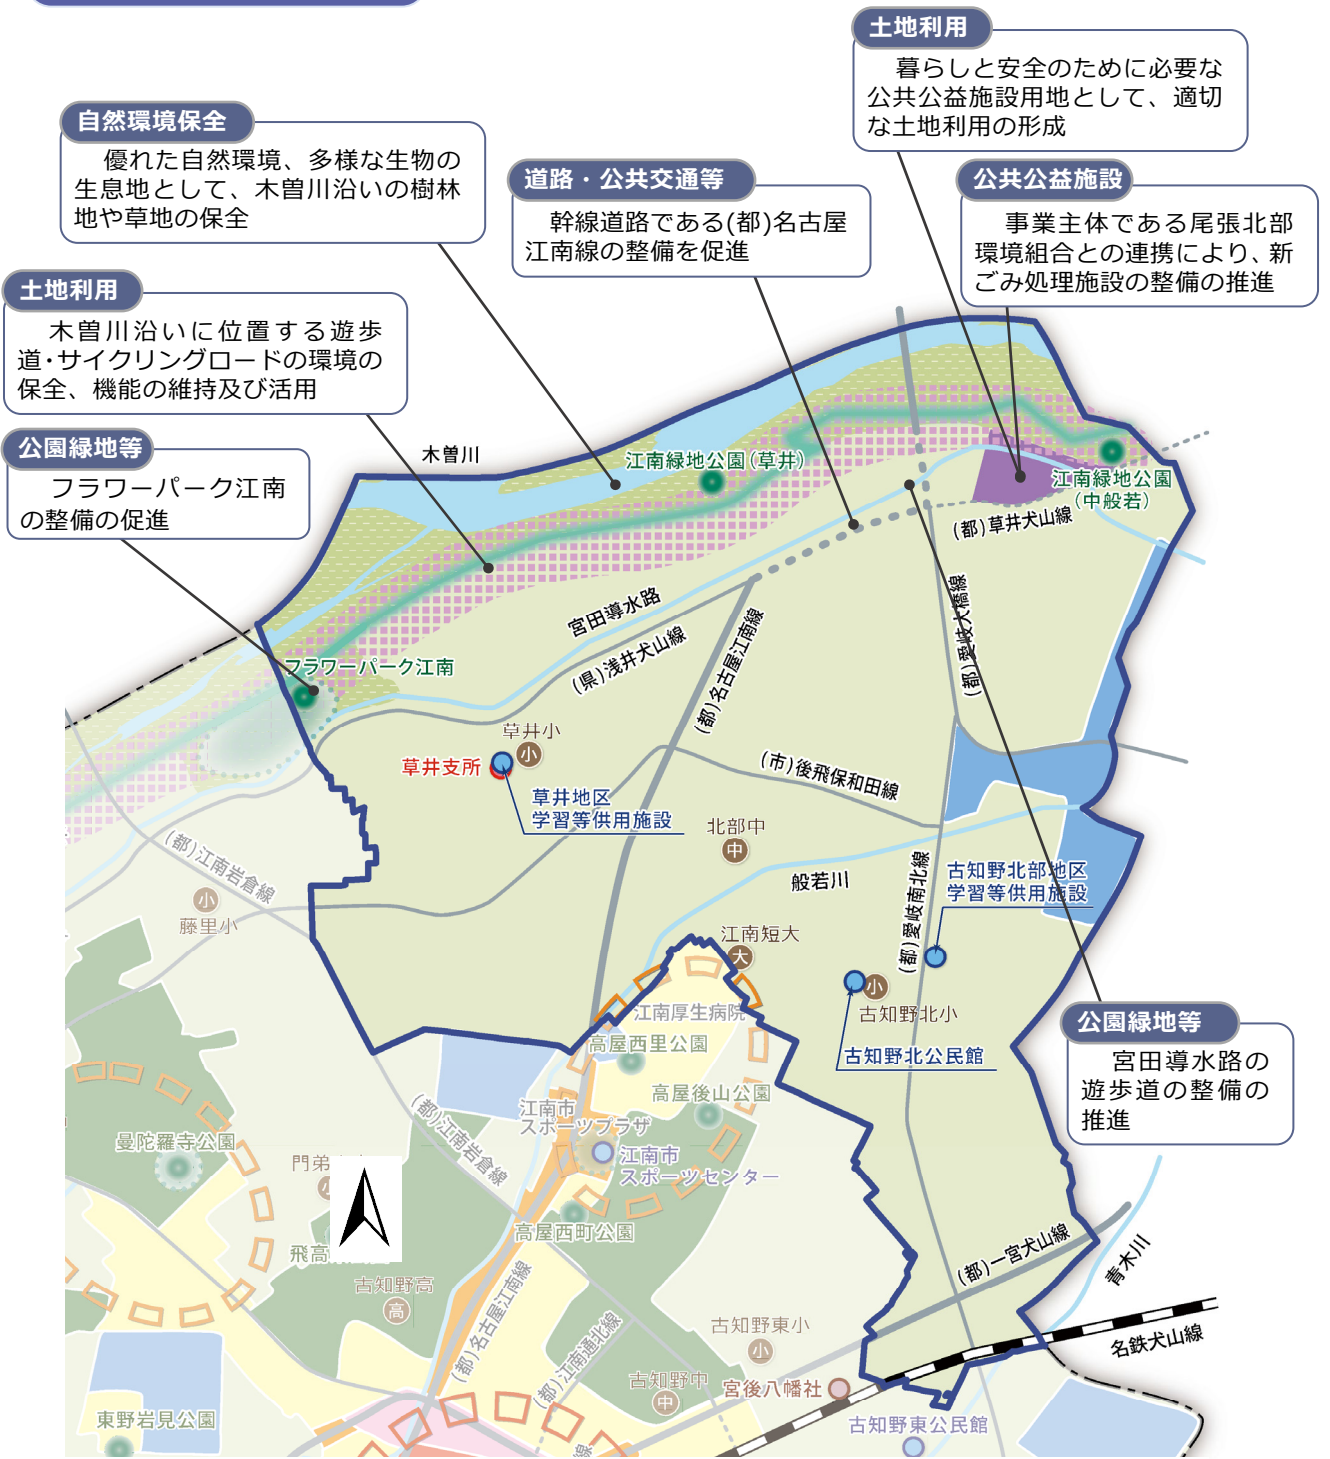 土地利用
暮らしと安全のために必要な
公共公益施設用地として、適切
な土地利用の形成
自然環境保全
優れた自然環境、多様な生物の
生息地として、木曽川沿いの樹林
地や草地の保全
道路・公共交通等
幹線道路である(都)名古屋
江南線の整備を促進
公共公益施設
事業主体である尾張北部
環境組合との連携により、新
ごみ処理施設の整備の推進
土地利用
木曽川沿いに位置する遊歩
道・サイクリングロードの環境の
保全、機能の維持及び活用
公園緑地等
フラワーパーク江南
の整備の促進
木曽川
江南緑地公園(草井)
江南緑地公園
(中般若)
(都)草井犬山線
宮田導水路
(県)浅井犬山線
(都)名古屋江南線
(都)愛岐大橋線
フラワーパーク江南
草井小
小
草井支所
草井地区
学習等供用施設
(市)後飛保和田線
北部中
中
般若川
(都)愛岐南北線
古知野北部地区
学習等供用施設
(都)江南岩倉線
小
藤里小
江南短大
大
小
古知野北小
古知野北公民館
江南厚生病院
高屋西里公園
高屋後山公園
公園緑地等
宮田導水路の
遊歩道の整備の
推進
(都)江南岩倉線
江南市
スポーツプラザ
江南市
スポーツセンター
曼陀羅寺公園
門弟
高屋西町公園
飛高
古知野高
高
(都)名古屋江南線
(都)江南通北線
(都)一宮犬山線
青木川
名鉄犬山線
古知野東小
小
古知野中
中
宮後八幡社
古知野東公民館
東野岩見公園
線